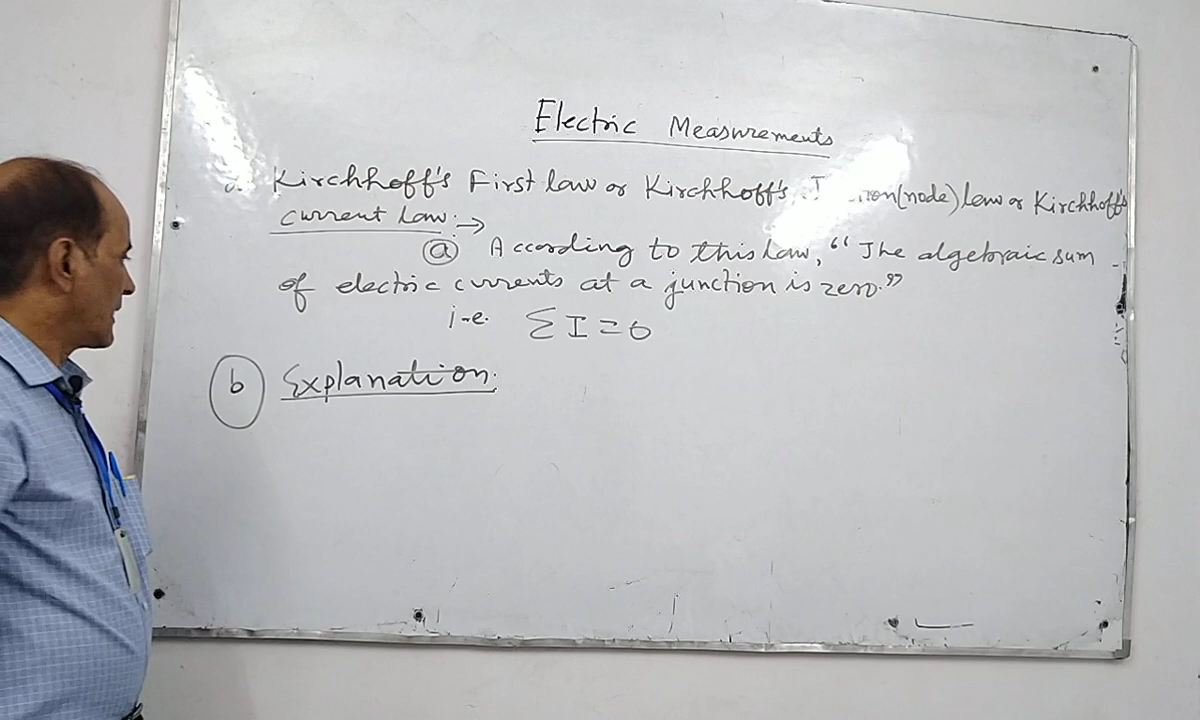 Electric Measurements
Kirchhoff's First law or Kirchhoff's (node) law or Kirchhoff's
current law :→
(a) According to this law, “The algebraic sum
of electric currents at a junction is zero.”
i.e. ΣI = 0
(b) Explanation.